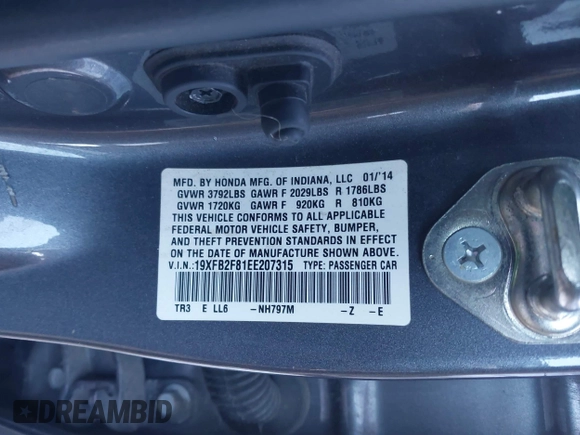 MFD. BY HONDA MFG. OF INDIANA, LLC 01/'14
GVWR 3792LBS GAWR F 2029LBS R 1786LBS
GVWR 1720KG GAWR F 920KG R 810KG
THIS VEHICLE CONFORMS TO ALL APPLICABLE
FEDERAL MOTOR VEHICLE SAFETY, BUMPER,
AND THEFT PREVENTION STANDARDS IN EFFECT
ON THE DATE OF MANUFACTURE SHOWN ABOVE.
V.I.N.:19XFB2F81EE207315 TYPE: PASSENGER CAR
TR3 E LL6 -NH797M -Z -E
DREAMBID